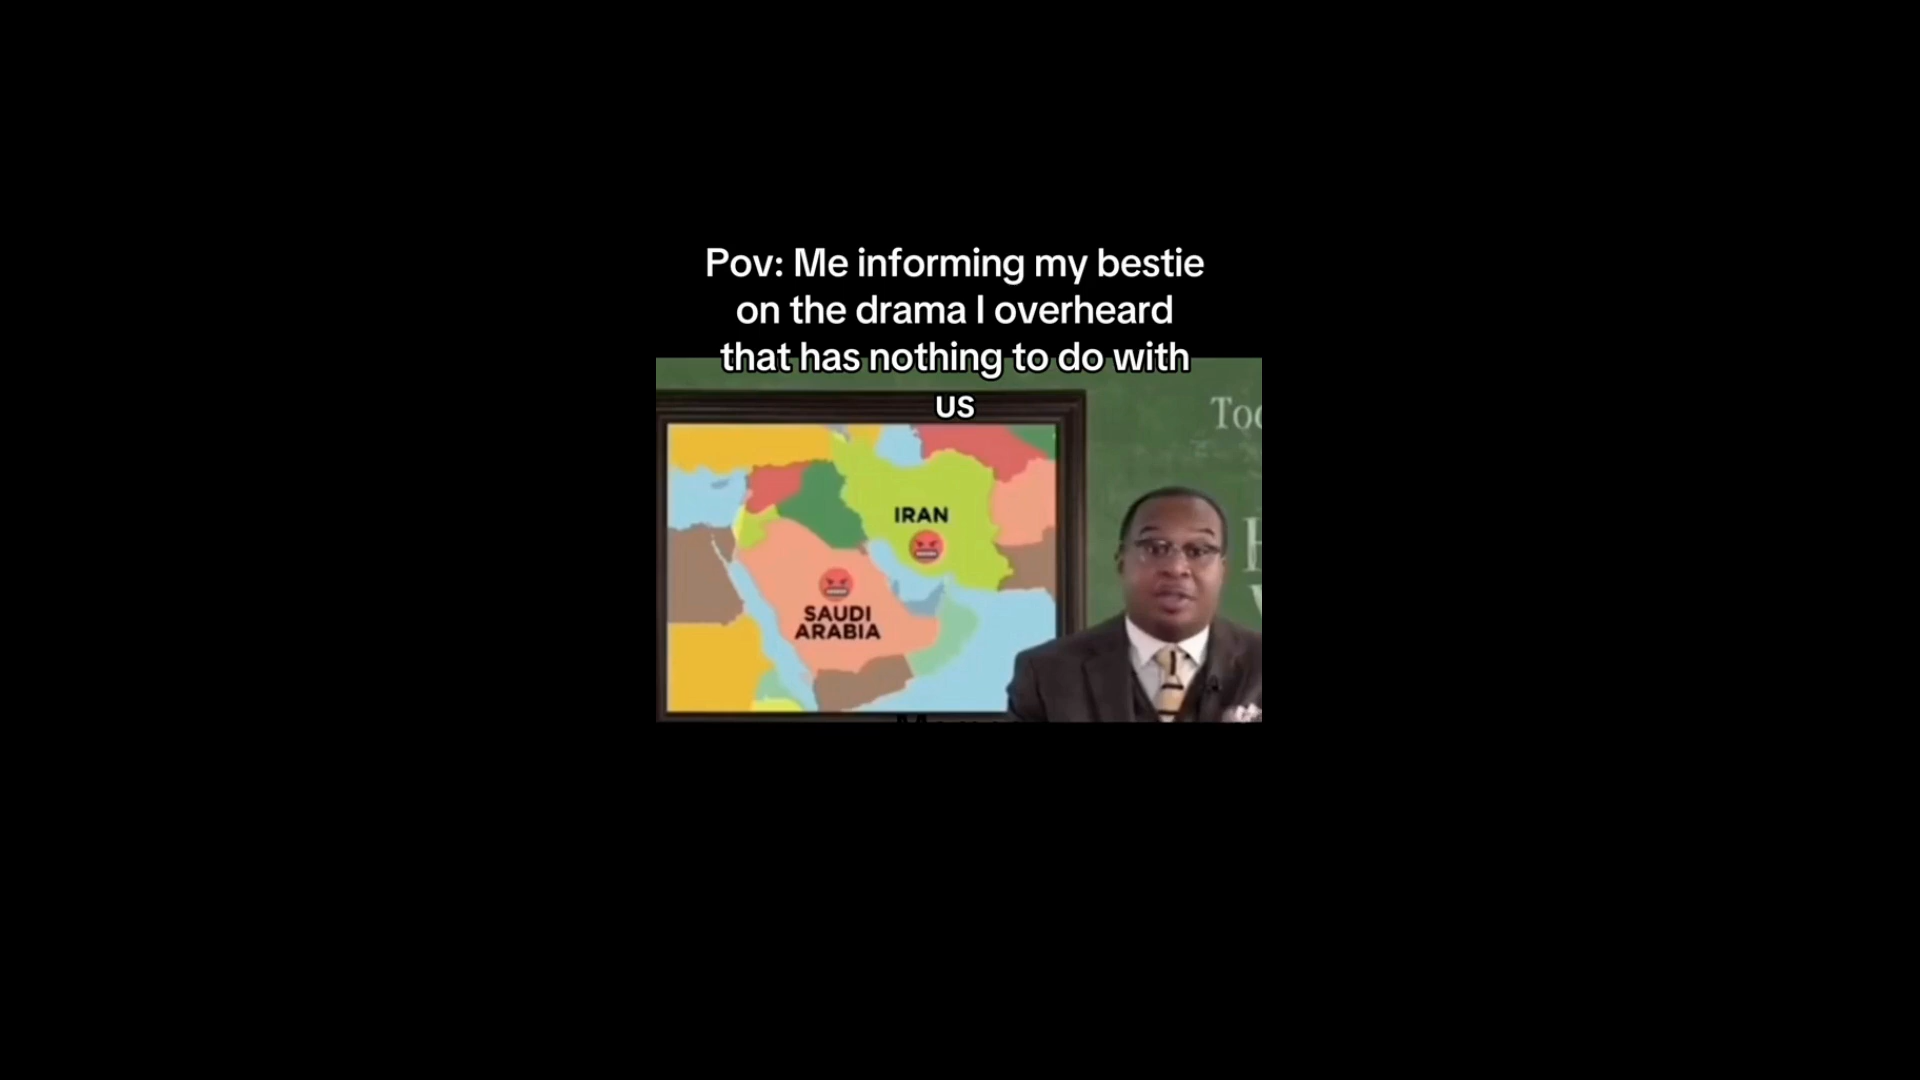 Pov: Me informing my bestie
on the drama I overheard
that has nothing to do with
us
IRAN
SAUDI
ARABIA